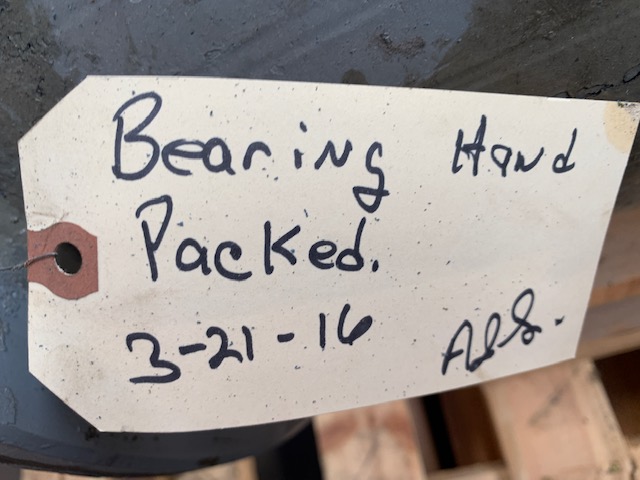 Bearing Hand
Packed.
3-21-16